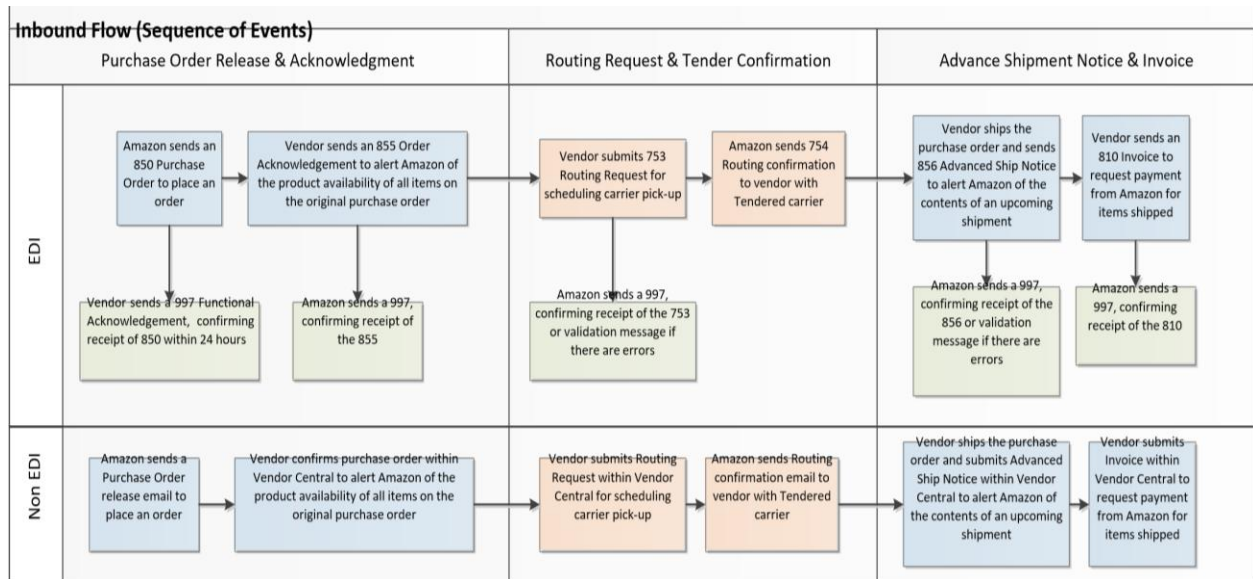 Inbound Flow (Sequence of Events)
Purchase Order Release & Acknowledgment
Routing Request & Tender Confirmation
Advance Shipment Notice & Invoice
EDI
Amazon sends an
850 Purchase
Order to place an
order
Vendor sends an 855 Order
Acknowledgement to alert Amazon of
the product availability of all items on
the original purchase order
Vendor submits 753
Routing Request for
scheduling carrier pick-up
Amazon sends 754
Routing confirmation
to vendor with
Tendered carrier
Vendor ships the
purchase order and sends
856 Advanced Ship Notice
to alert Amazon of the
contents of an upcoming
shipment
Vendor sends an
810 Invoice to
request payment
from Amazon for
items shipped
Vendor sends a 997 Functional
Acknowledgement, confirming
receipt of 850 within 24 hours
Amazon sends a 997,
confirming receipt of
the 855
Amazon sends a 997,
confirming receipt of the 753
or validation message if
there are errors
Amazon sends a 997,
confirming receipt of the
856 or validation
message if there are
errors
Amazon sends a
997, confirming
receipt of the 810
Non EDI
Amazon sends a
Purchase Order
release email to
place an order
Vendor confirms purchase order within
Vendor Central to alert Amazon of the
product availability of all items on the
original purchase order
Vendor submits Routing
Request within Vendor
Central for scheduling
carrier pick-up
Amazon sends Routing
confirmation email to
vendor with Tendered
carrier
Vendor ships the purchase
order and submits Advanced
Ship Notice within Vendor
Central to alert Amazon of
the contents of an upcoming
shipment
Vendor submits
Invoice within
Vendor Central to
request payment
from Amazon for
items shipped